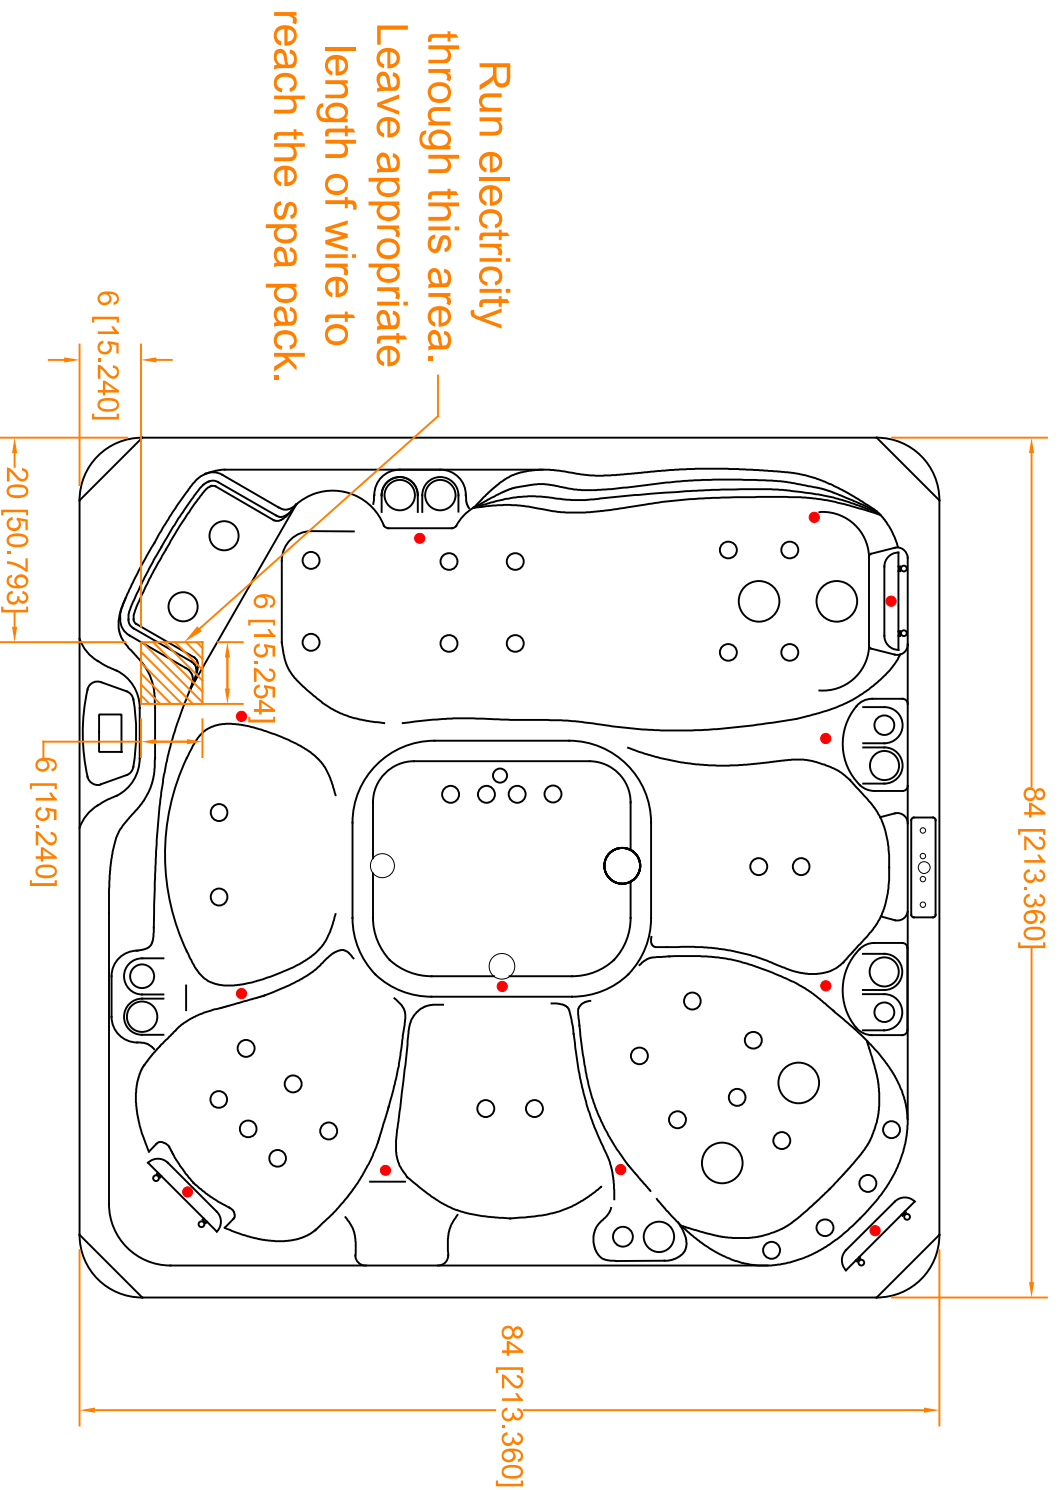 Run electricity
through this area.
Leave appropriate
length of wire to
reach the spa pack.
6 [15.240]
20 [50.793]
6 [15.254]
6 [15.240]
84 [213.360]
84 [213.360]